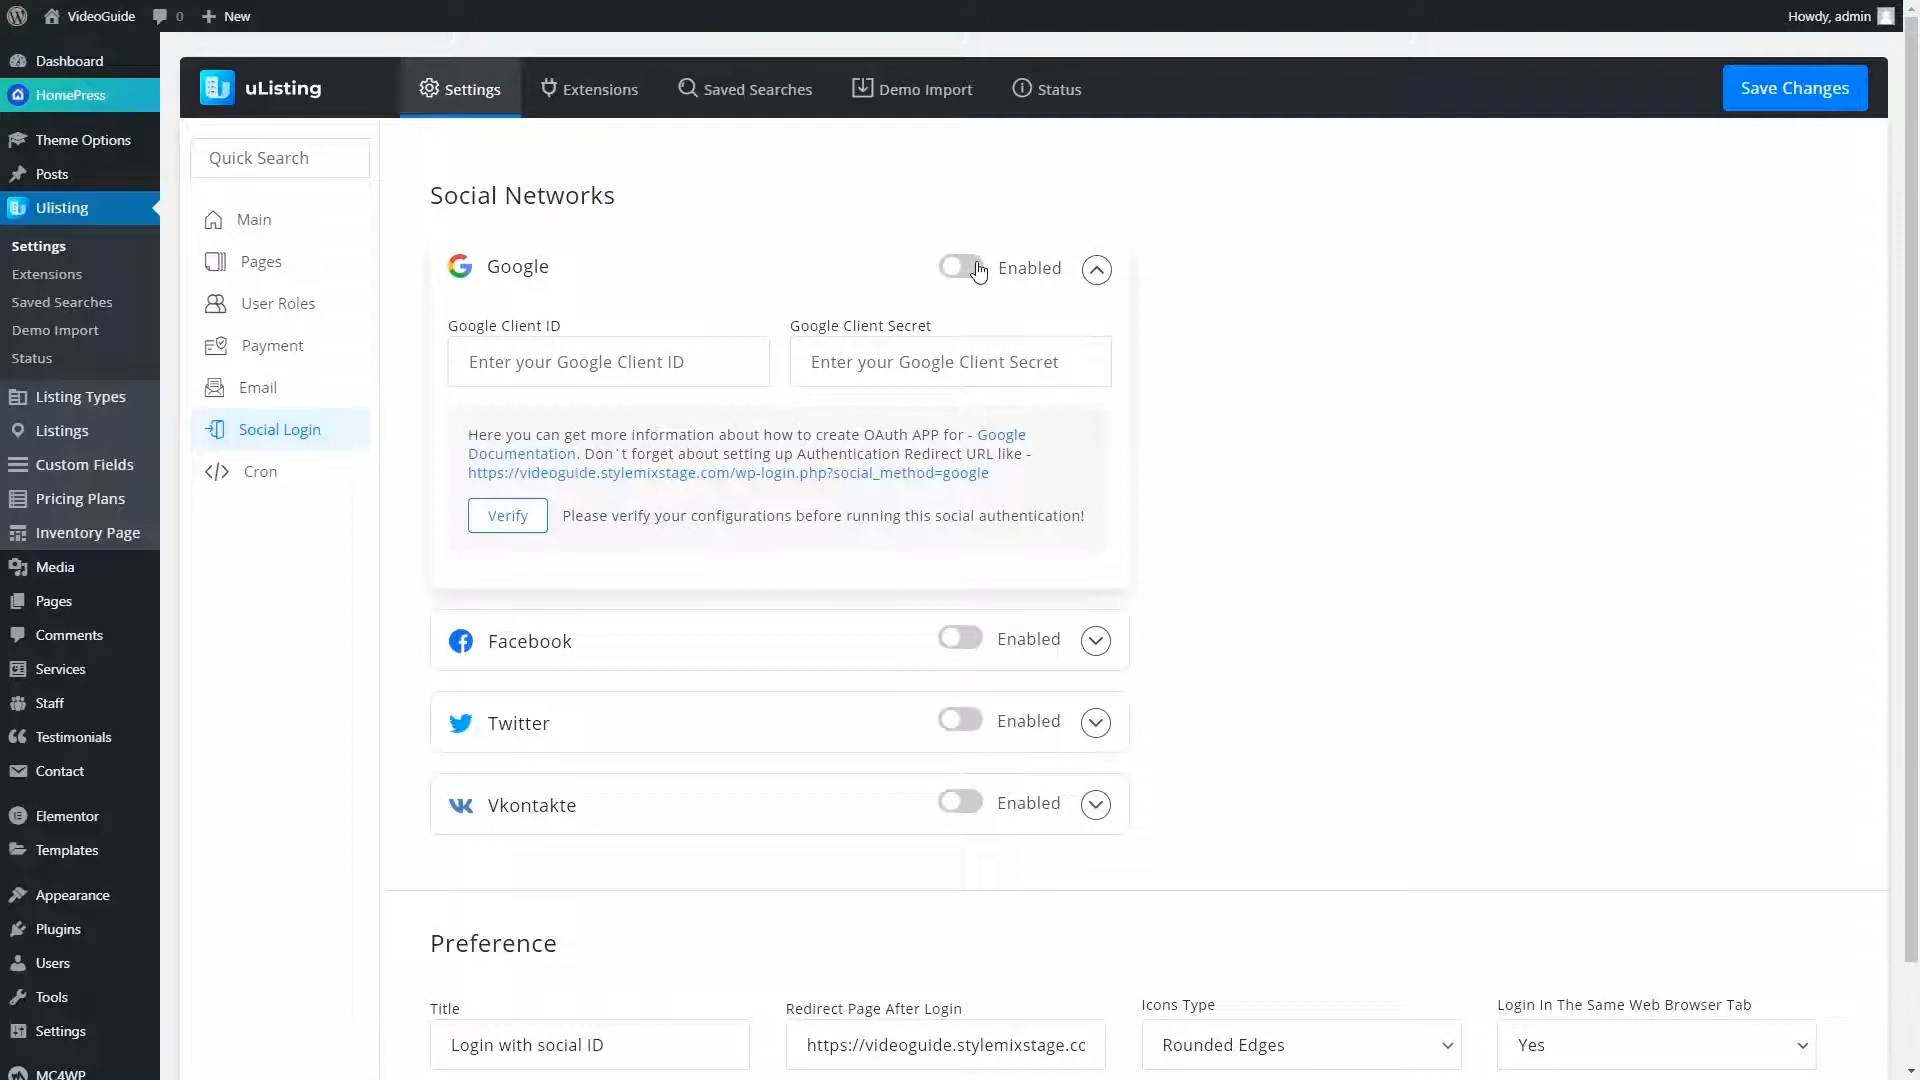 VideoGuide
0
New
Howdy, admin
Dashboard
HomePress
Theme Options
Posts
Ulisting
Settings
Extensions
Saved Searches
Demo Import
Status
Listing Types
Listings
Custom Fields
Pricing Plans
Inventory Page
Media
Pages
Comments
Services
Staff
Testimonials
Contact
Elementor
Templates
Appearance
Plugins
Users
Tools
Settings
MC4WP
uListing
Settings
Extensions
Saved Searches
Demo Import
Status
Save Changes
Quick Search
Main
Pages
User Roles
Payment
Email
Social Login
Cron
Social Networks
Google
Enabled
Google Client ID
Google Client Secret
Enter your Google Client ID
Enter your Google Client Secret
Here you can get more information about how to create OAuth APP for - Google
Documentation. Don`t forget about setting up Authentication Redirect URL like -
https://videoguide.stylemixstage.com/wp-login.php?social_method=google
Verify
Please verify your configurations before running this social authentication!
Facebook
Enabled
Twitter
Enabled
Vkontakte
Enabled
Preference
Title
Redirect Page After Login
Icons Type
Login In The Same Web Browser Tab
Login with social ID
https://videoguide.stylemixstage.cc
Rounded Edges
Yes